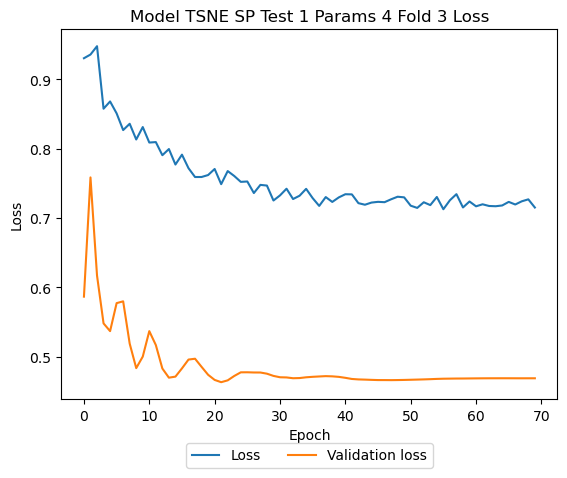 Model TSNE SP Test 1 Params 4 Fold 3 Loss
0.9
0.8
0.7
0.6
0.5
Loss
0 10 20 30 40 50 60 70
Epoch
Loss Validation loss